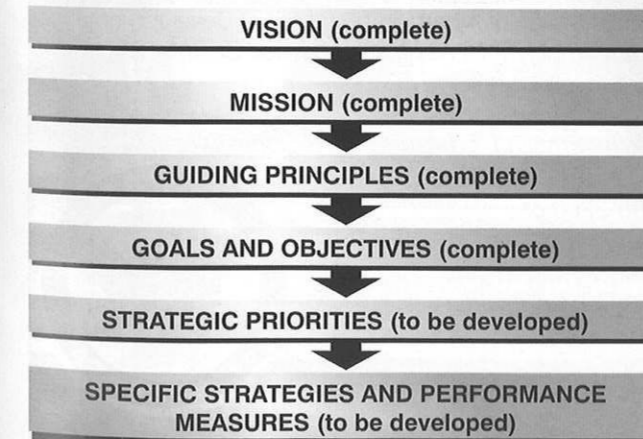 VISION (complete)
MISSION (complete)
GUIDING PRINCIPLES (complete)
GOALS AND OBJECTIVES (complete)
STRATEGIC PRIORITIES (to be developed)
SPECIFIC STRATEGIES AND PERFORMANCE
MEASURES (to be developed)